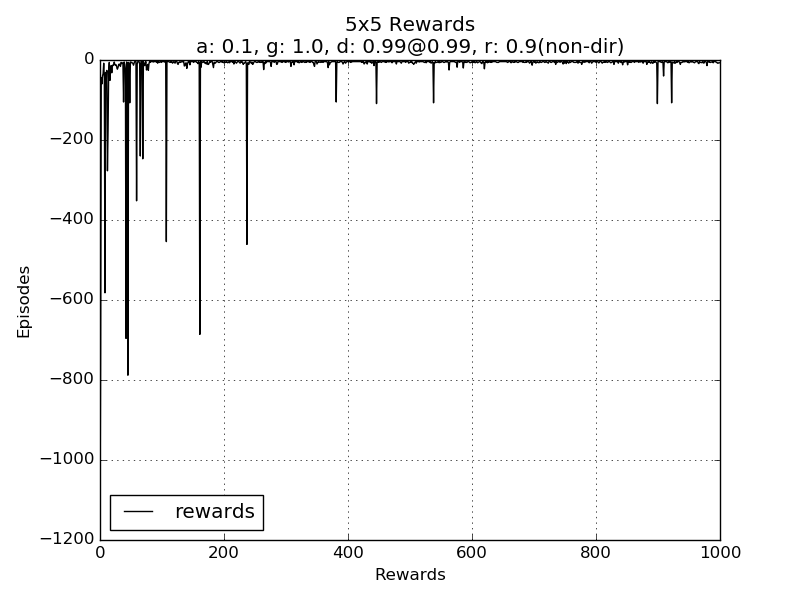 5x5 Rewards
a: 0.1, g: 1.0, d: 0.99@0.99, r: 0.9(non-dir)
0
−200
−400
−600
−800
−1000
−1200
Episodes
rewards
0 200 400 600 800 1000
Rewards